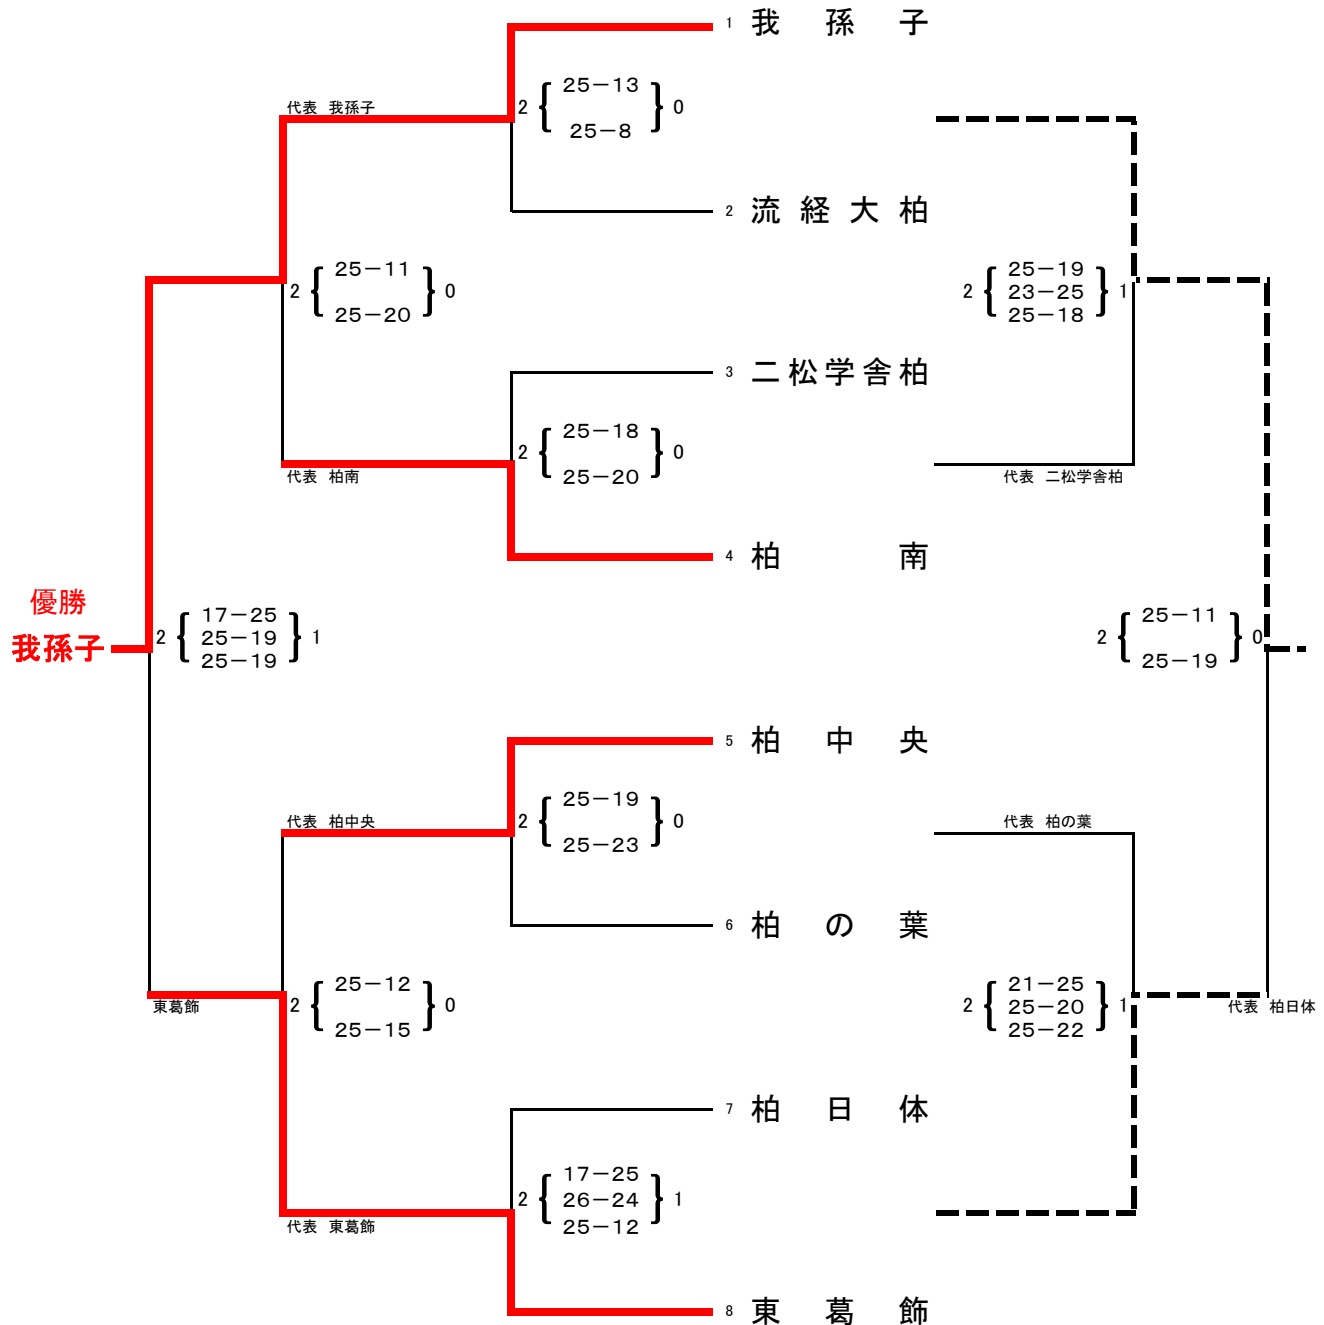 1 我孫子
代表 我孫子
2 { 25－13 } 0
25－8
2 流経大柏
2 { 25－11 } 0
25－20
2 { 25－19 } 1
23－25
25－18
3 二松学舎柏
2 { 25－18 } 0
25－20
代表 柏南
代表 二松学舎柏
4 柏南
優勝
我孫子
2 { 17－25 } 1
25－19
25－19
2 { 25－11 } 0
25－19
5 柏中央
代表 柏中央
2 { 25－19 } 0
25－23
代表 柏の葉
6 柏の葉
2 { 25－12 } 0
25－15
2 { 21－25 } 1
25－20
25－22
東葛飾
代表 柏日体
7 柏日体
2 { 17－25 } 1
26－24
25－12
代表 東葛飾
8 東葛飾